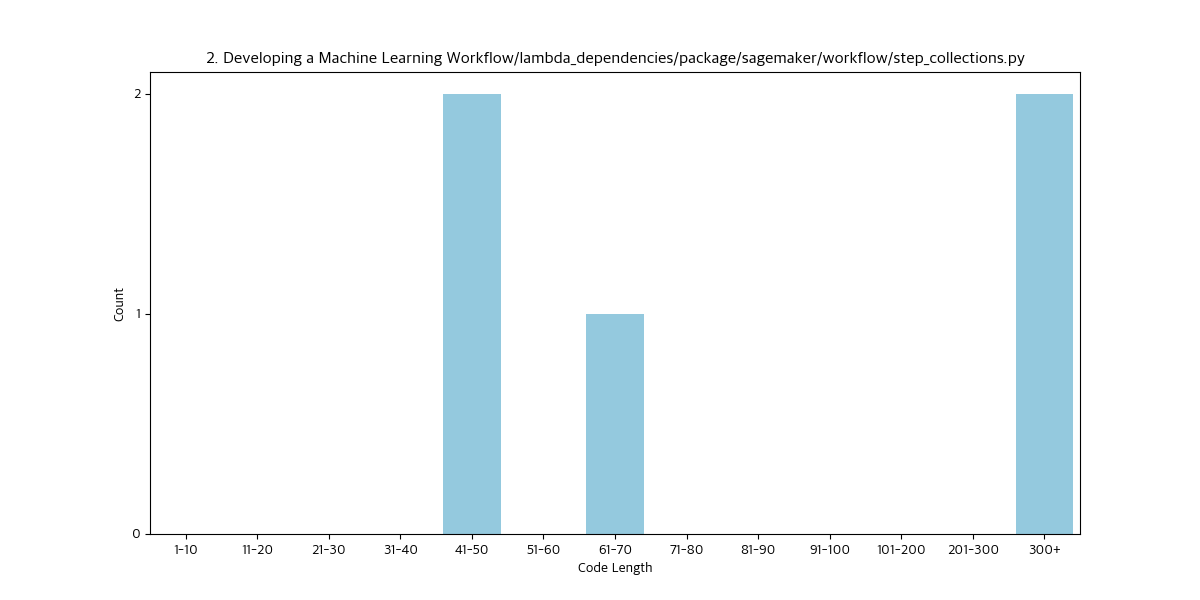 2. Developing a Machine Learning Workflow/lambda_dependencies/package/sagemaker/workflow/step_collections.py
Count
2
1
0
1-10 11-20 21-30 31-40 41-50 51-60 61-70 71-80 81-90 91-100 101-200 201-300 300+
Code Length